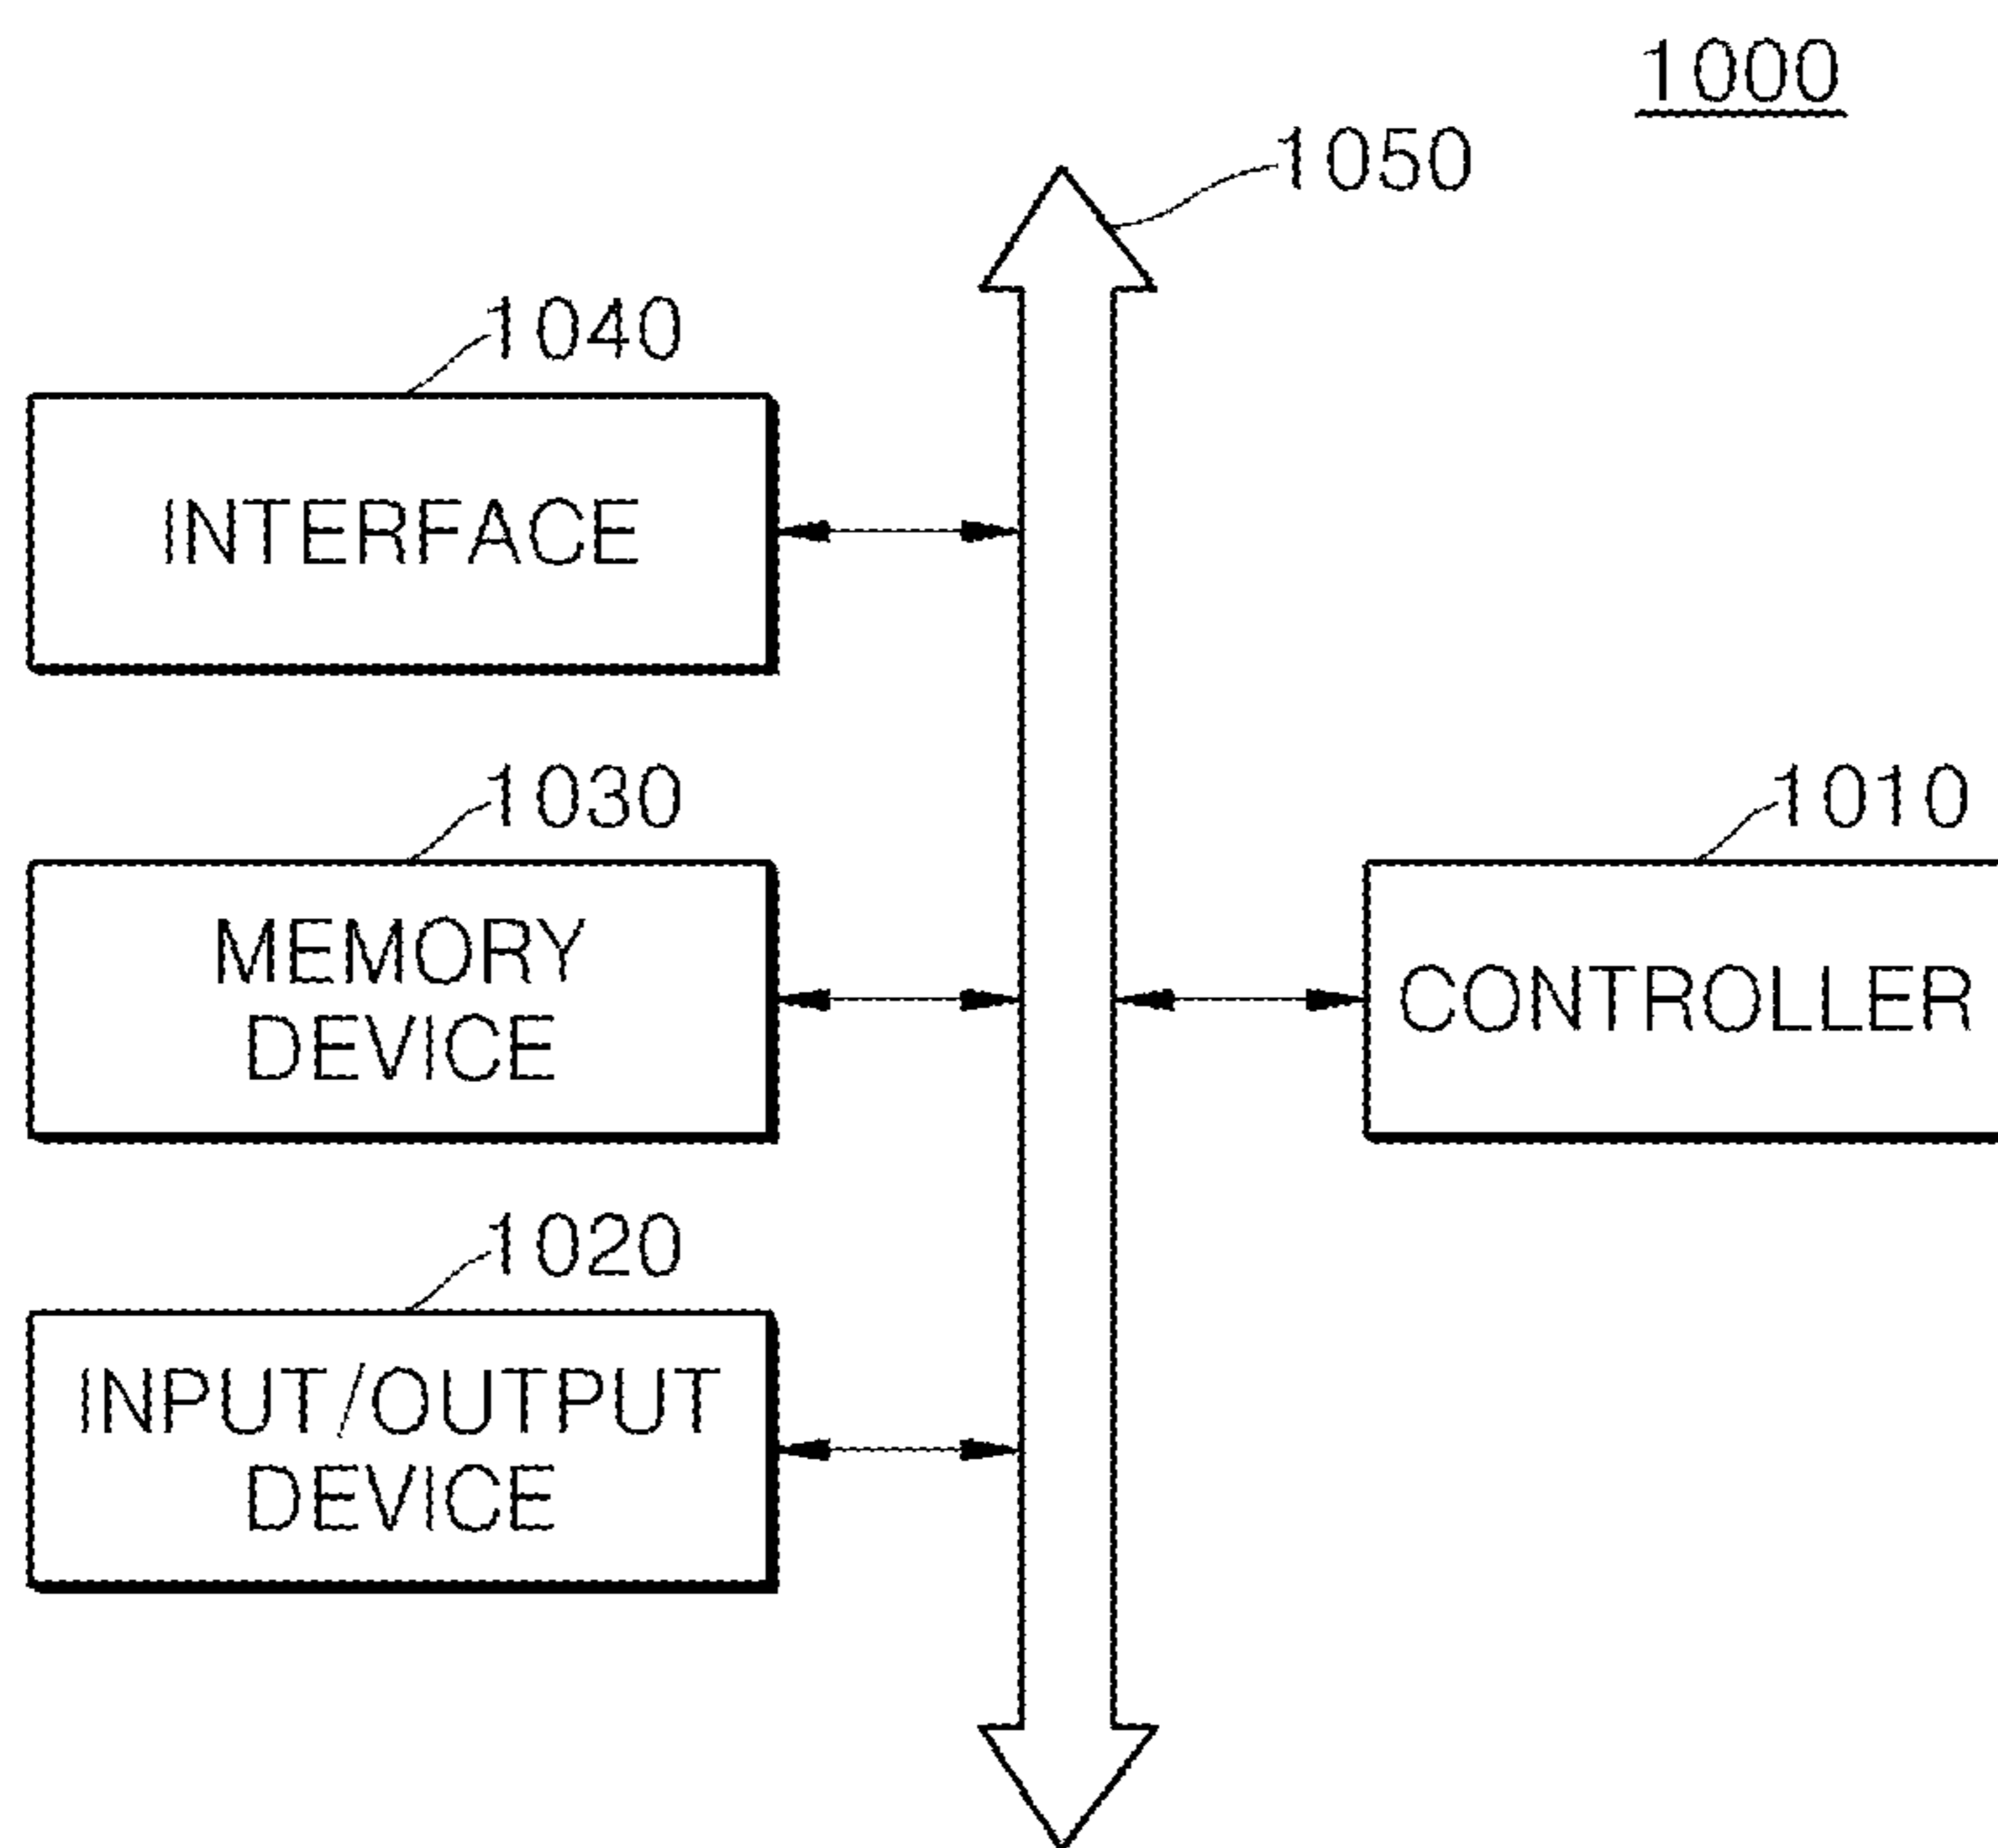 1000
1050
1040
INTERFACE
1030
MEMORY
DEVICE
1010
CONTROLLER
1020
INPUT/OUTPUT
DEVICE